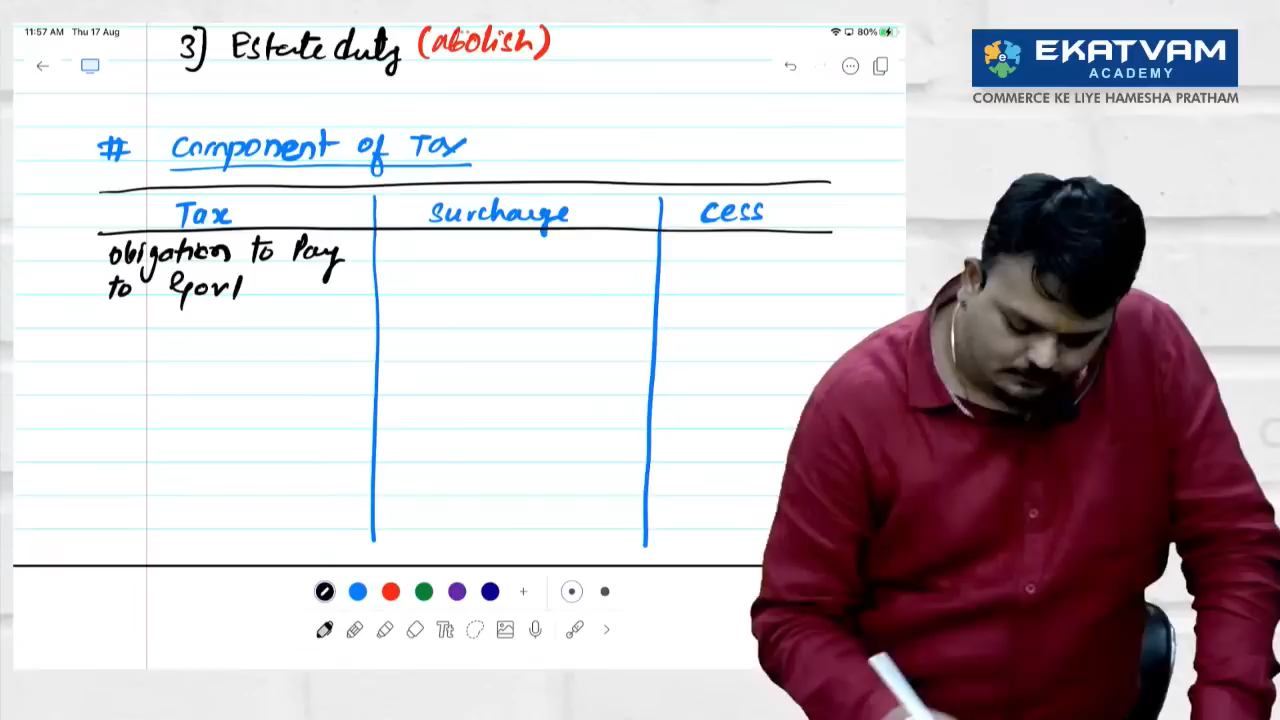 11:57 AM Thu 17 Aug
80%
3] Estate duty (abolish)
# Component of Tax
Tax Surcharge Cess
obligation to Pay
to Govt
Tt
EKATVAM
ACADEMY
COMMERCE KE LIYE HAMESHA PRATHAM